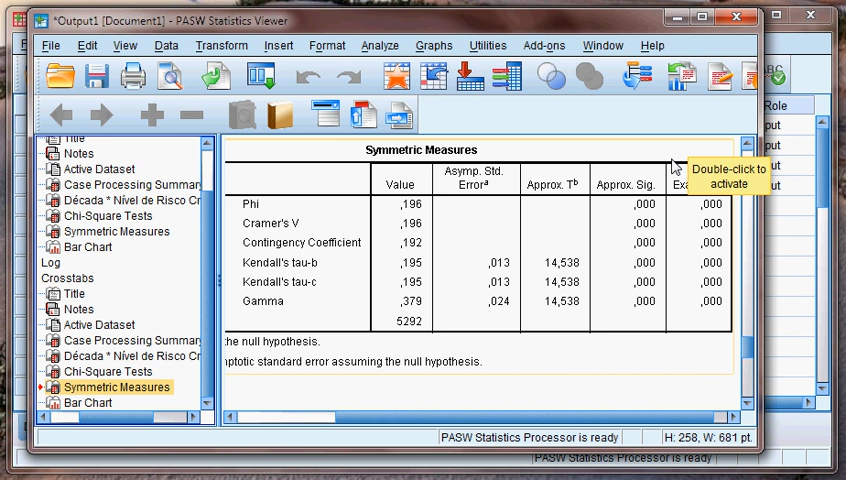 *Output1 [Document1] - PASW Statistics Viewer
File Edit View Data Transform Insert Format Analyze Graphs Utilities Add-ons Window Help
Title
Notes
Active Dataset
Case Processing Summary
Década * Nível de Risco Cr
Chi-Square Tests
Symmetric Measures
Bar Chart
Log
Crosstabs
Title
Notes
Active Dataset
Case Processing Summary
Década * Nível de Risco Cr
Chi-Square Tests
Symmetric Measures
Bar Chart
Symmetric Measures
Value Asymp. Std. Errorª Approx. Tᵇ Approx. Sig. Exa
Phi ,196 ,000 ,000
Cramer's V ,196 ,000 ,000
Contingency Coefficient ,192 ,000 ,000
Kendall's tau-b ,195 ,013 14,538 ,000 ,000
Kendall's tau-c ,195 ,013 14,538 ,000 ,000
Gamma ,379 ,024 14,538 ,000 ,000
5292
the null hypothesis.
nptotic standard error assuming the null hypothesis.
Double-click to
activate
Role
put
put
put
put
PASW Statistics Processor is ready H: 258, W: 681 pt.
PASW Statistics Processor is ready